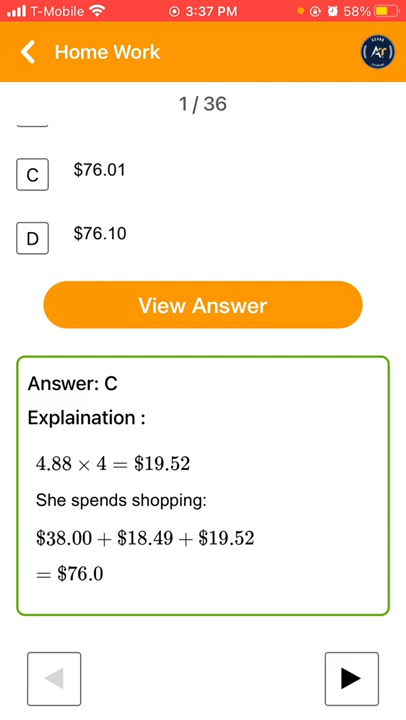 T-Mobile 3:37 PM 58%
Home Work
1 / 36
C $76.01
D $76.10
View Answer
Answer: C
Explaination :
4.88 × 4 = $19.52
She spends shopping:
$38.00 + $18.49 + $19.52
= $76.0